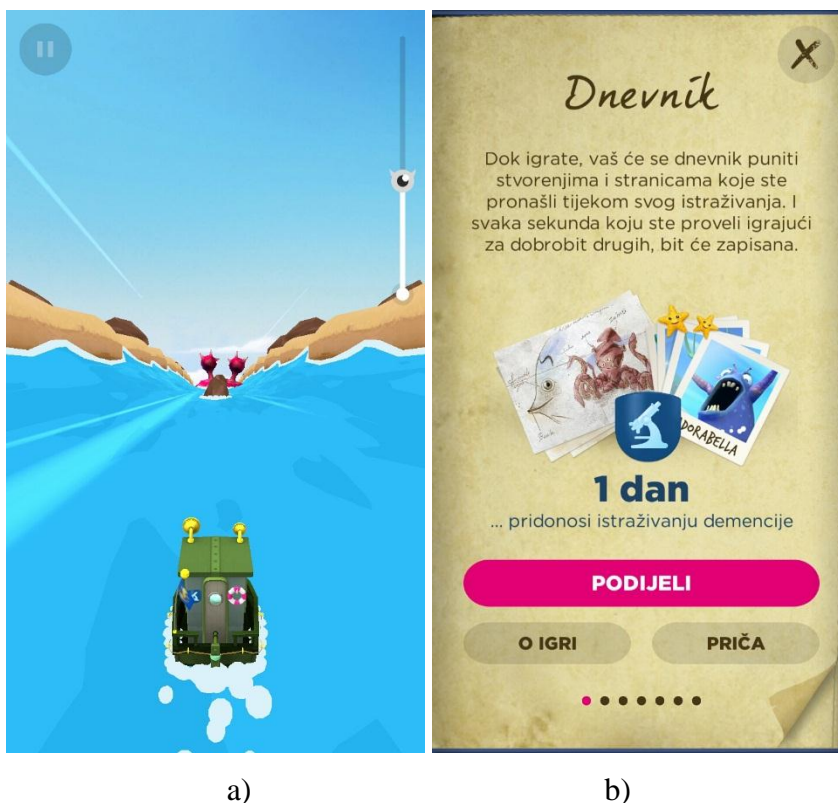 Dnevnik
Dok igrate, vaš će se dnevnik puniti
stvorenjima i stranicama koje ste
pronašli tijekom svog istraživanja. I
svaka sekunda koju ste proveli igrajući
za dobrobit drugih, bit će zapisana.
DORABELLA
1 dan
... pridonosi istraživanju demencije
PODIJELI
O IGRI
PRIČA
a)
b)